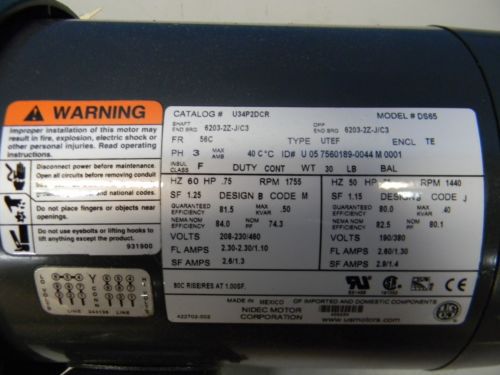 WARNING
Improper installation of this motor may
result in fire, explosion, electric shock or
other personal injuries. Read instructions.
Disconnect power before maintenance.
Open all circuits before removing conduit
and national codes.
Do not place fingers or objects near
openings.
Do not use eyebolts or lifting hooks to
lift anything except the product.
931900
LINE LINE
CATALOG # U34P2DCR MODEL # DS65
SHAFT END BRG 6203-2Z-J/C3 OPP END BRG 6203-2Z-J/C3
FR 56C TYPE UTEF ENCL TE
PH 3 MAX AMB 40 C°C ID# U 05 7560189-0044 M 0001
INSUL CLASS F DUTY CONT WT 30 LB BAL
HZ 60 HP .75 RPM 1755
SF 1.25 DESIGN B CODE M
GUARANTEED EFFICIENCY 81.5 MAX KVAR .50
NEMA NOM EFFICIENCY 84.0 PF 74.3
VOLTS 208-230/460
FL AMPS 2.30-2.30/1.10
SF AMPS 2.6/1.3
HZ 50 HP RPM 1440
SF 1.15 DESIGN CODE J
GUARANTEED EFFICIENCY 80.0 MAX KVAR .40
NEMA NOM EFFICIENCY 82.5 PF 80.1
VOLTS 190/380
FL AMPS 2.60/1.30
SF AMPS 2.9/1.4
80C RISE/RES AT 1.00SF.
MADE IN MEXICO OF IMPORTED AND DOMESTIC COMPONENTS
422702-002
NIDEC MOTOR
CORPORATION
www.usmotors.com